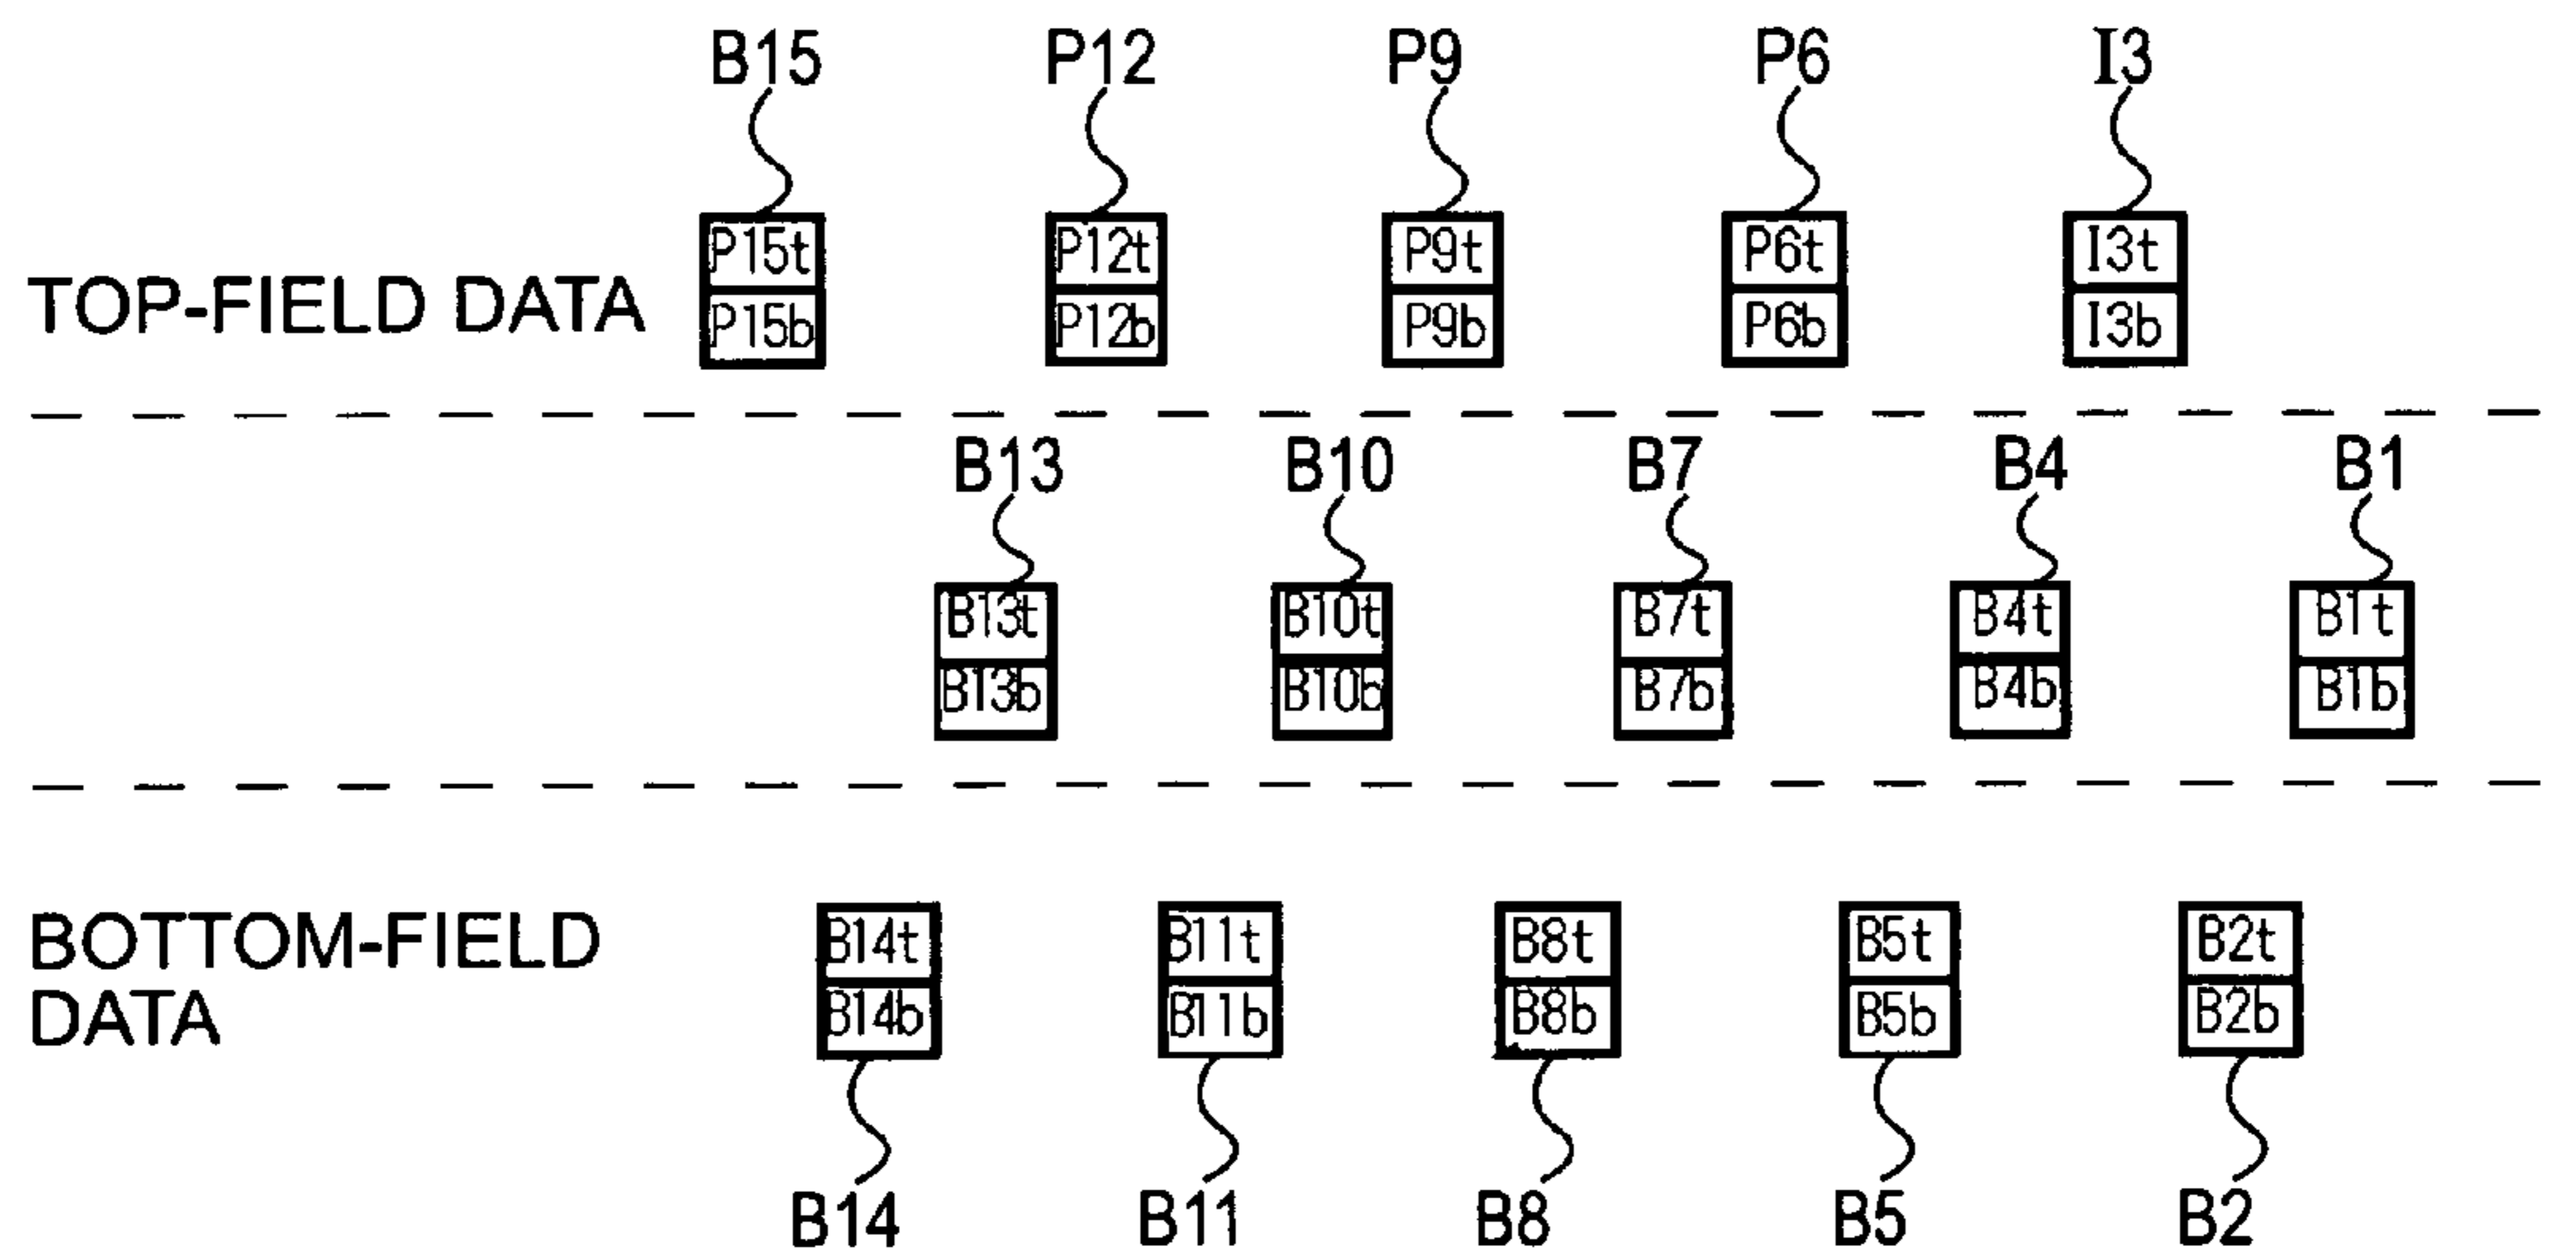 B15 P12 P9 P6 I3
P15t P12t P9t P6t I3t
TOP-FIELD DATA
P15b P12b P9b P6b I3b
B13 B10 B7 B4 B1
B13t B10t B7t B4t B1t
B13b B10b B7b B4b B1b
B14t B11t B8t B5t B2t
BOTTOM-FIELD
DATA
B14b B11b B8b B5b B2b
B14 B11 B8 B5 B2